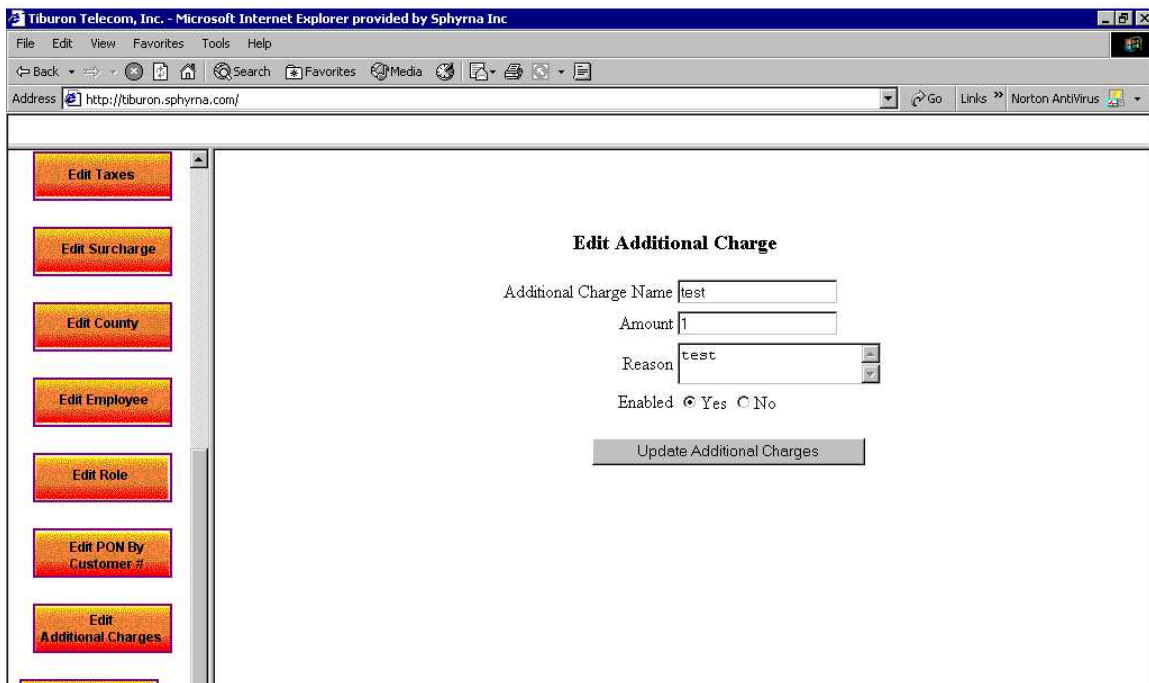 Tiburon Telecom, Inc. - Microsoft Internet Explorer provided by Sphyrna Inc
File Edit View Favorites Tools Help
Back Search Favorites Media
Address http://tiburon.sphyrna.com/ Go Links » Norton AntiVirus
Edit Taxes
Edit Surcharge
Edit County
Edit Employee
Edit Role
Edit PON By
Customer #
Edit
Additional Charges
Edit Additional Charge
Additional Charge Name test
Amount 1
Reason test
Enabled Yes No
Update Additional Charges